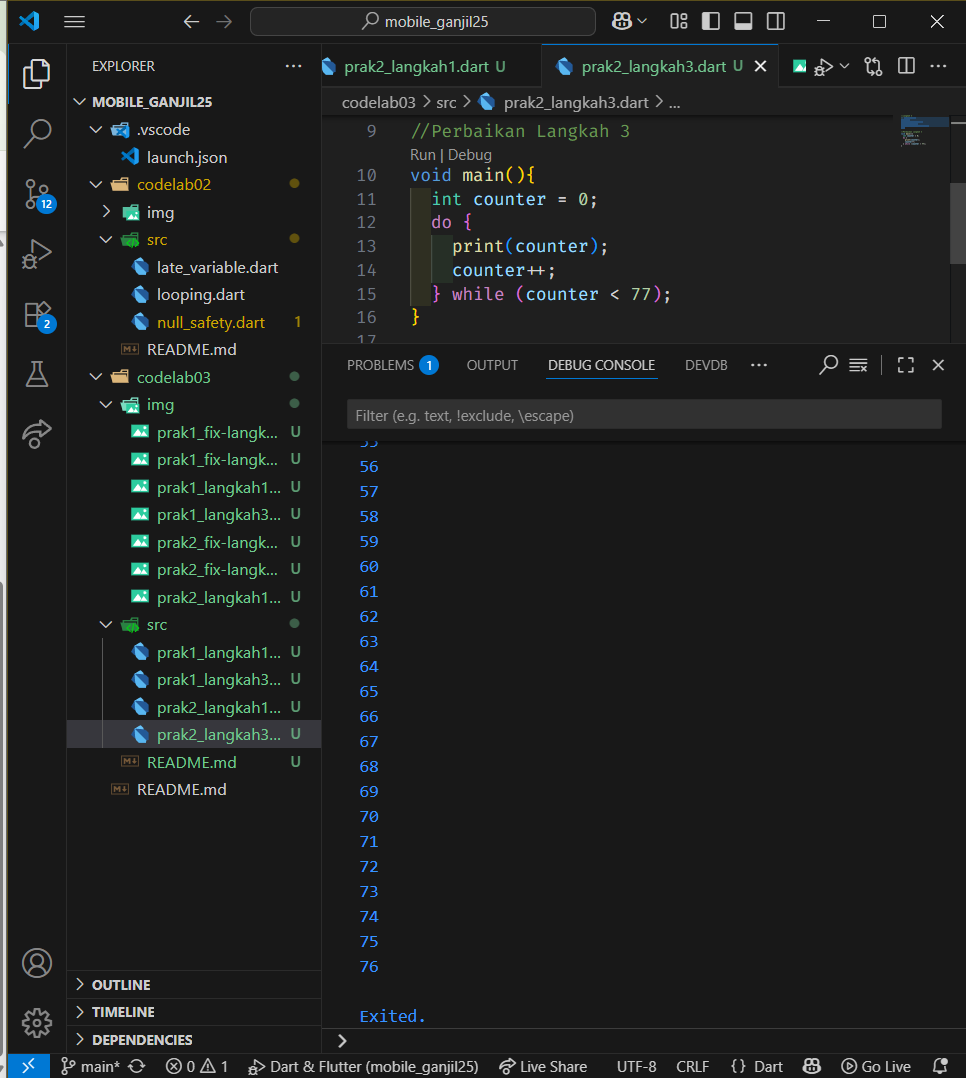 mobile_ganjil25
EXPLORER
MOBILE_GANJIL25
.vscode
launch.json
codelab02
img
src
late_variable.dart
looping.dart
null_safety.dart 1
README.md
codelab03
img
prak1_fix-langk... U
prak1_fix-langk... U
prak1_langkah1... U
prak1_langkah3... U
prak2_fix-langk... U
prak2_fix-langk... U
prak2_langkah1... U
src
prak1_langkah1... U
prak1_langkah3... U
prak2_langkah1... U
prak2_langkah3... U
README.md U
README.md
OUTLINE
TIMELINE
DEPENDENCIES
12
2
prak2_langkah1.dart U
prak2_langkah3.dart U
codelab03 > src > prak2_langkah3.dart > ...
9 //Perbaikan Langkah 3
Run | Debug
10 void main(){
11 int counter = 0;
12 do {
13 print(counter);
14 counter++;
15 } while (counter < 77);
16 }
17
PROBLEMS 1 OUTPUT DEBUG CONSOLE DEVDB ...
Filter (e.g. text, !exclude, \escape)
55
56
57
58
59
60
61
62
63
64
65
66
67
68
69
70
71
72
73
74
75
76
Exited.
main* 0 1 Dart & Flutter (mobile_ganjil25) Live Share UTF-8 CRLF {} Dart Go Live